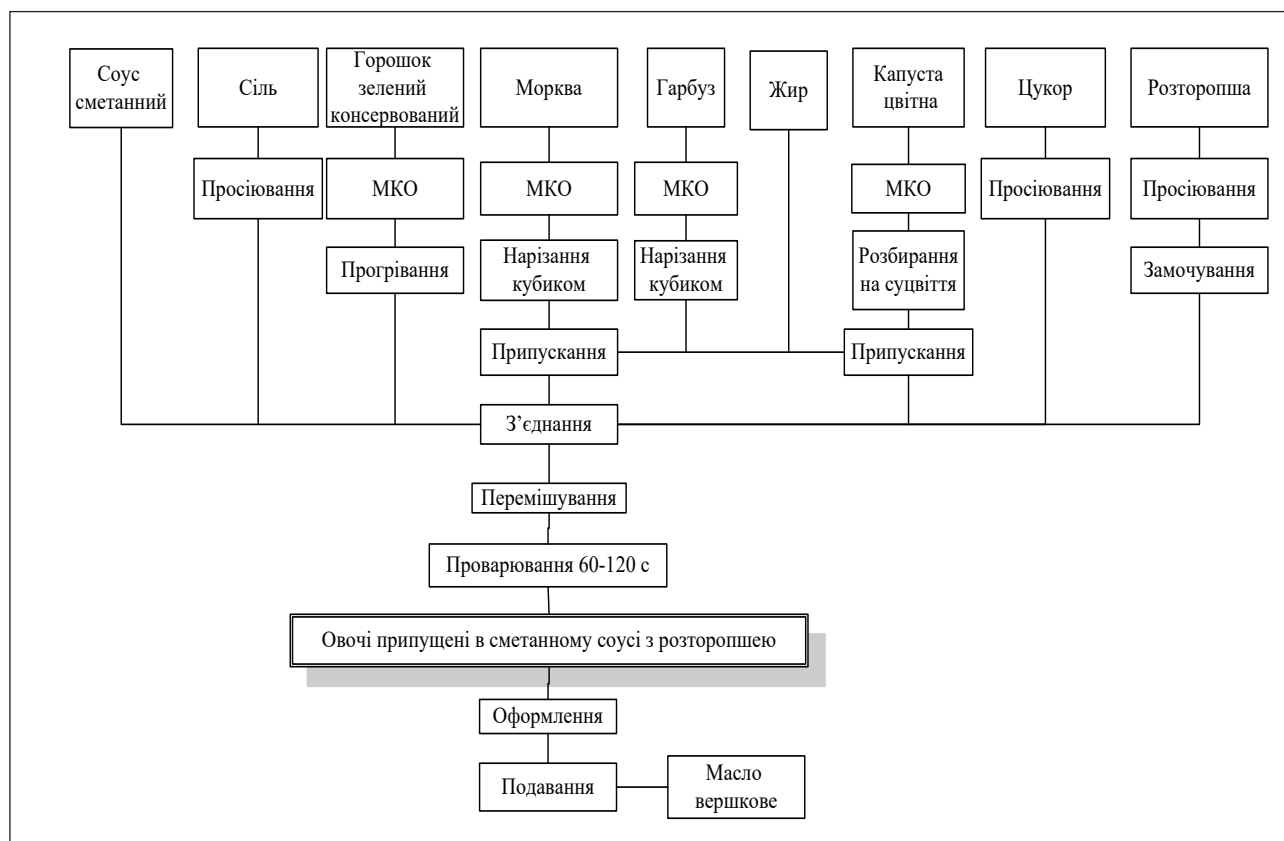 Соус
сметанний
Сіль
Горошок
зелений
консервований
Морква
Гарбуз
Жир
Капуста
цвітна
Цукор
Розторопша
Просіювання
МКО
МКО
МКО
МКО
Просіювання
Просіювання
Прогрівання
Нарізання
кубиком
Нарізання
кубиком
Розбирання
на суцвіття
Замочування
Припускання
Припускання
З’єднання
Перемішування
Проварювання 60-120 с
Овочі припущені в сметанному соусі з розторопшею
Оформлення
Подавання
Масло
вершкове